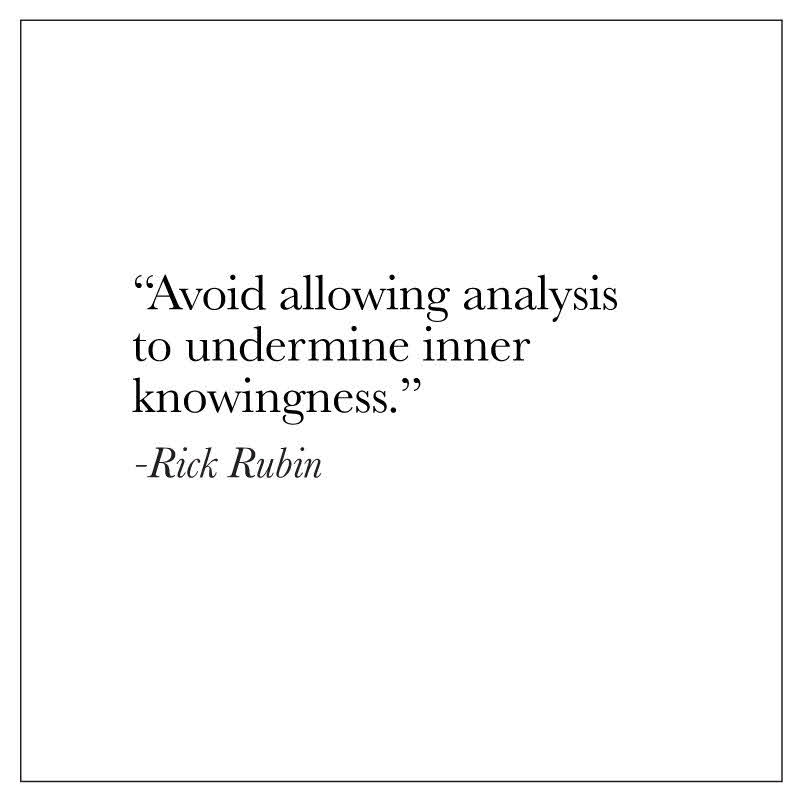 “Avoid allowing analysis
to undermine inner
knowingness.”
-Rick Rubin